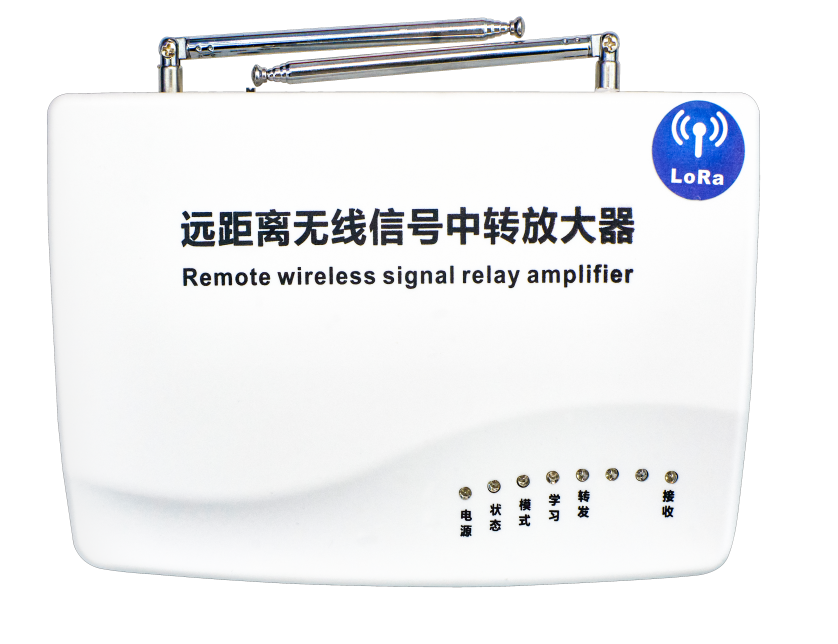 LoRa
远距离无线信号中转放大器
Remote wireless signal relay amplifier
电源
状态
模式
学习
转发
接收